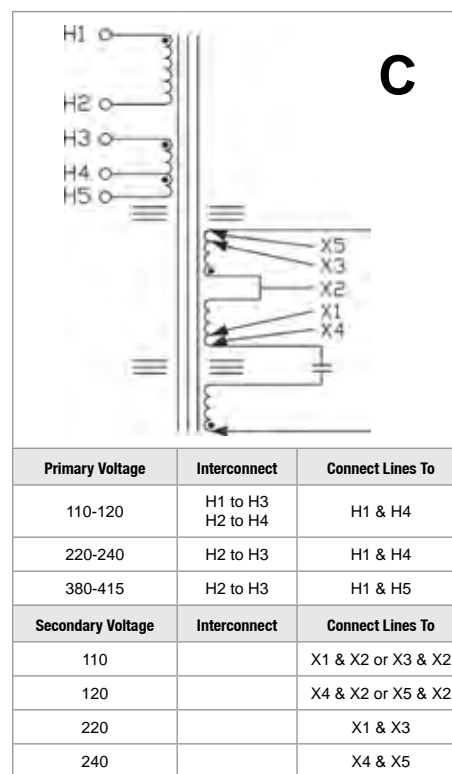 H1
C
H2
H3
H4
H5
X5
X3
X2
X1
X4
Primary Voltage Interconnect Connect Lines To
110-120 H1 to H3 H1 & H4
H2 to H4
220-240 H2 to H3 H1 & H4
380-415 H2 to H3 H1 & H5
Secondary Voltage Interconnect Connect Lines To
110 X1 & X2 or X3 & X2
120 X4 & X2 or X5 & X2
220 X1 & X3
240 X4 & X5